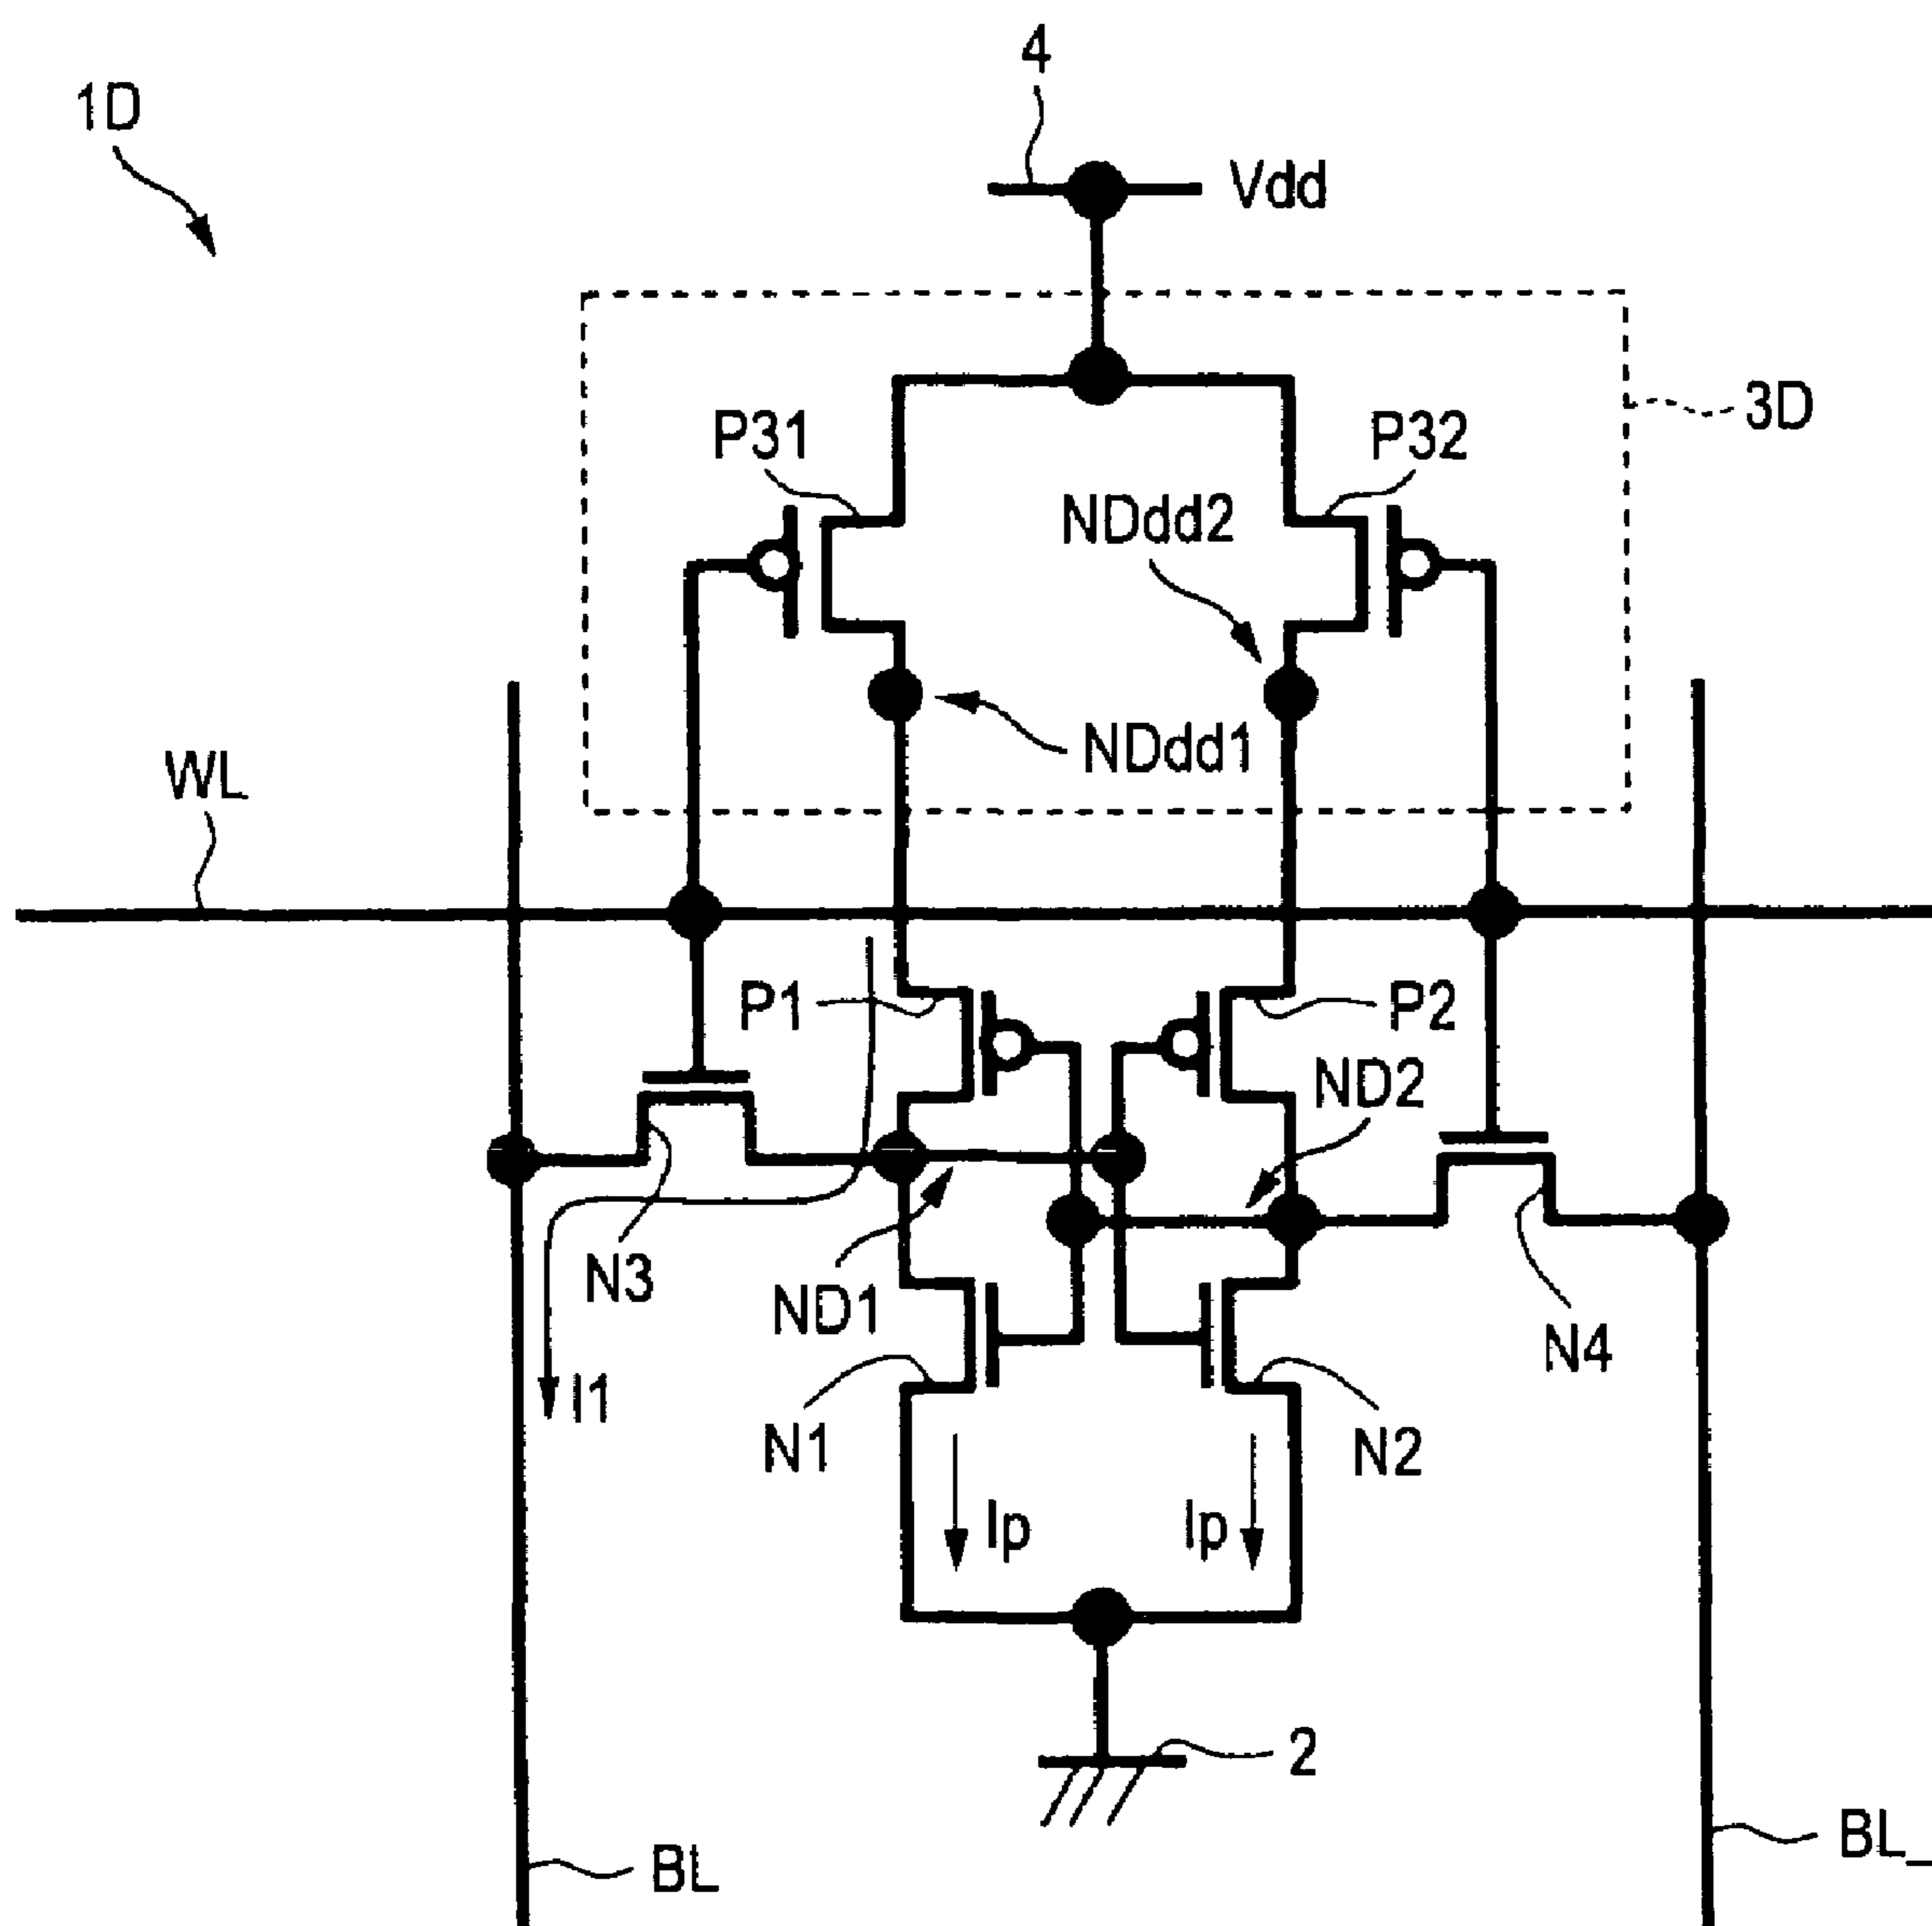 4
1D
Vdd
3D
P31
P32
NDdd2
NDdd1
WL
P1
P2
ND2
N3
ND1
N4
I1
N1
N2
Ip
Ip
2
BL
BL_